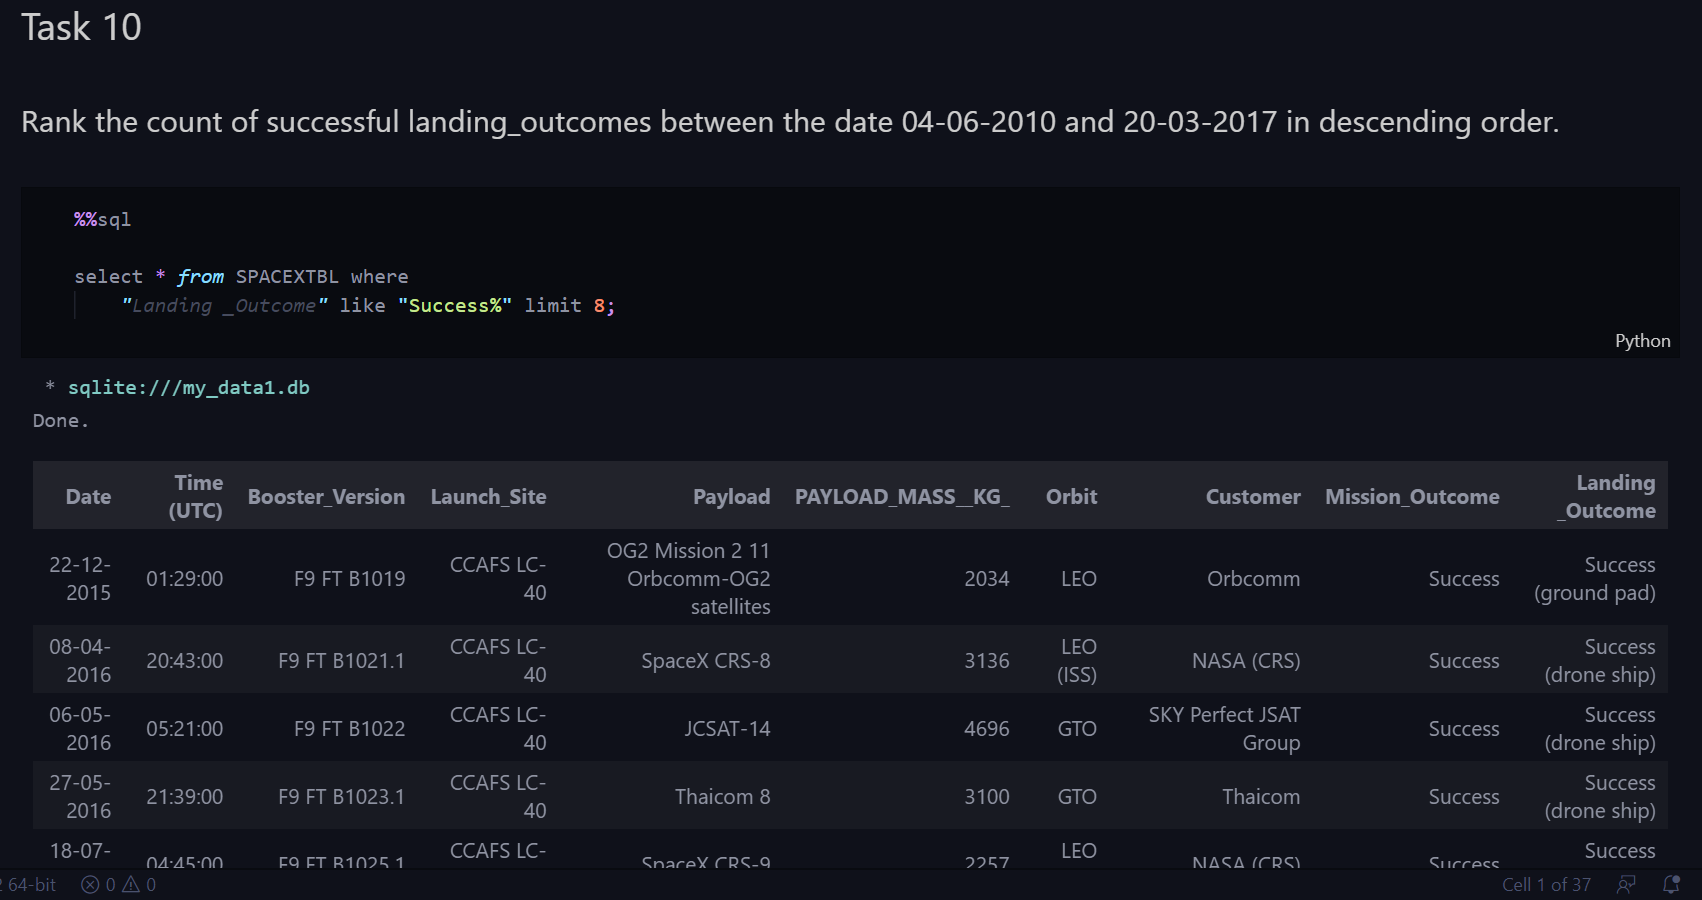 Task 10
Rank the count of successful landing_outcomes between the date 04-06-2010 and 20-03-2017 in descending order.
%%sql
select * from SPACEXTBL where
"Landing _Outcome" like "Success%" limit 8;
Python
* sqlite:///my_data1.db
Done.
Date Time (UTC) Booster_Version Launch_Site Payload PAYLOAD_MASS__KG_ Orbit Customer Mission_Outcome Landing _Outcome
22-12-2015 01:29:00 F9 FT B1019 CCAFS LC-40 OG2 Mission 2 11 Orbcomm-OG2 satellites 2034 LEO Orbcomm Success Success (ground pad)
08-04-2016 20:43:00 F9 FT B1021.1 CCAFS LC-40 SpaceX CRS-8 3136 LEO (ISS) NASA (CRS) Success Success (drone ship)
06-05-2016 05:21:00 F9 FT B1022 CCAFS LC-40 JCSAT-14 4696 GTO SKY Perfect JSAT Group Success Success (drone ship)
27-05-2016 21:39:00 F9 FT B1023.1 CCAFS LC-40 Thaicom 8 3100 GTO Thaicom Success Success (drone ship)
18-07- 04:45:00 F9 FT B1025.1 CCAFS LC- SpaceX CRS-9 2257 LEO NASA (CRS) Success Success
2 64-bit 0 0 Cell 1 of 37